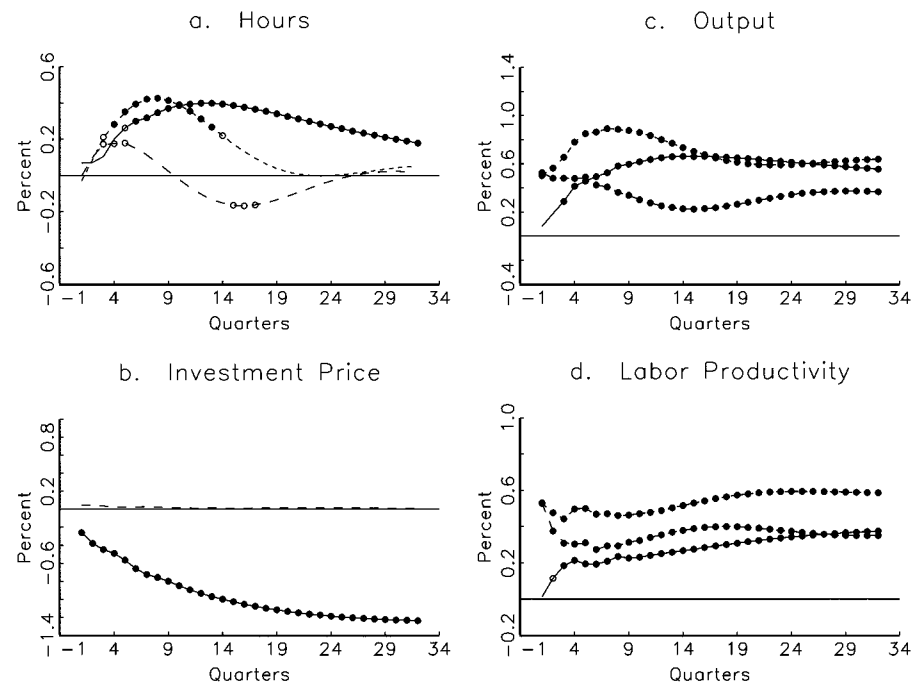 a. Hours
Percent
0.6
0.2
-0.2
-0.6
-1 4 9 14 19 24 29 34
Quarters
c. Output
Percent
1.4
1.0
0.6
0.2
-0.4
-1 4 9 14 19 24 29 34
Quarters
b. Investment Price
Percent
0.8
0.2
-0.6
-1.4
-1 4 9 14 19 24 29 34
Quarters
d. Labor Productivity
Percent
1.0
0.6
0.2
-0.2
-1 4 9 14 19 24 29 34
Quarters